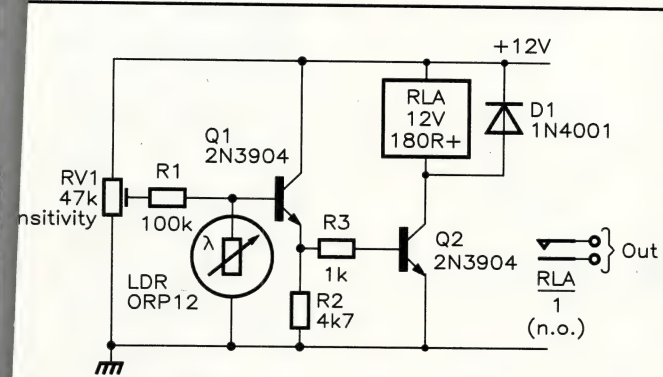 +12V
RLA
12V
180R+
D1
1N4001
Q1
2N3904
RV1
47k
nsitivity
R1
100k
λ
LDR
ORP12
R3
1k
R2
4k7
Q2
2N3904
Out
RLA
1
(n.o.)